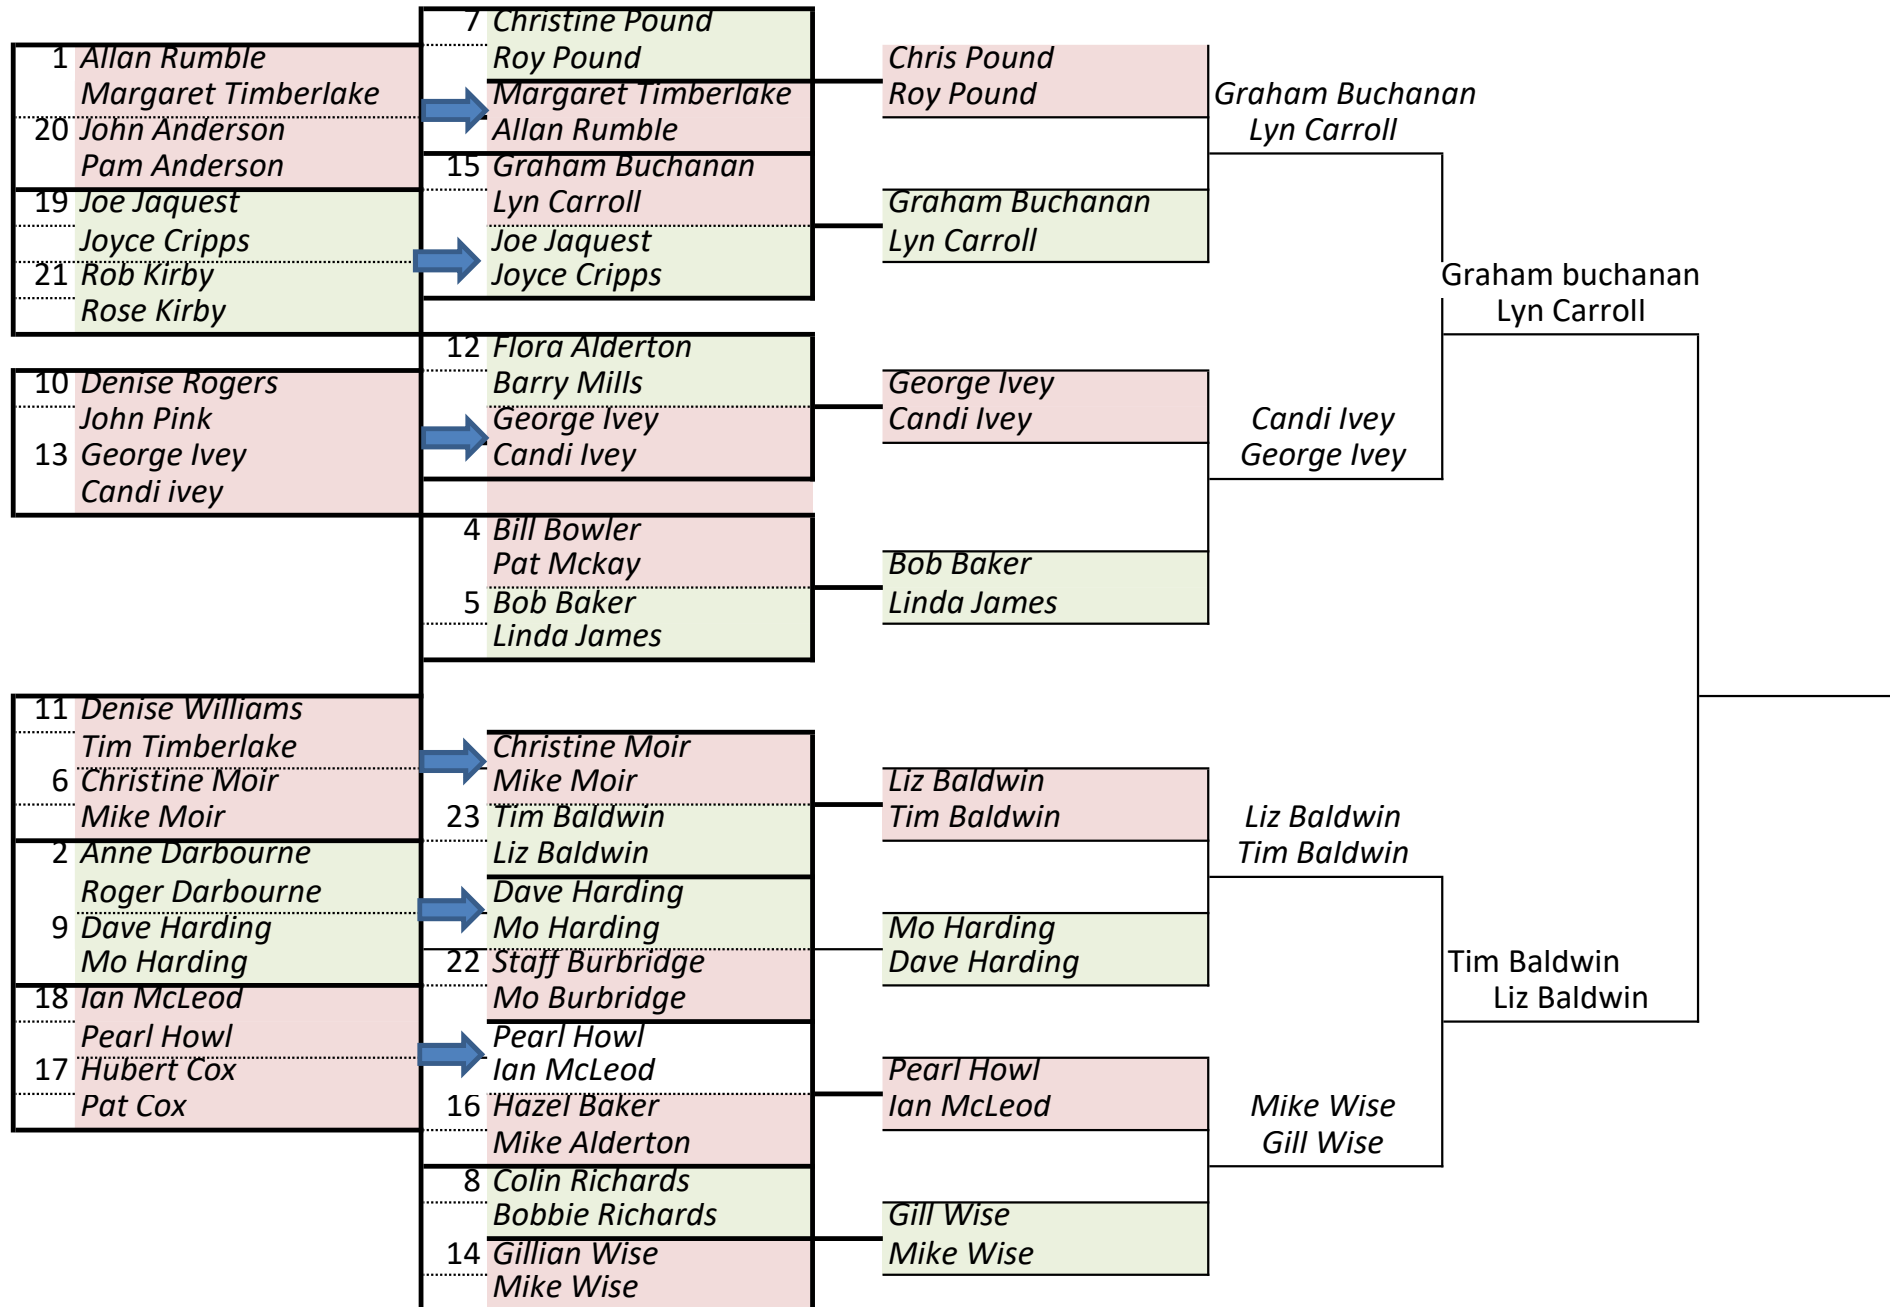 1 Allan Rumble
Margaret Timberlake
20 John Anderson
Pam Anderson
19 Joe Jaquest
Joyce Cripps
21 Rob Kirby
Rose Kirby
10 Denise Rogers
John Pink
13 George Ivey
Candi ivey
11 Denise Williams
Tim Timberlake
6 Christine Moir
Mike Moir
2 Anne Darbourne
Roger Darbourne
9 Dave Harding
Mo Harding
18 Ian McLeod
Pearl Howl
17 Hubert Cox
Pat Cox
7 Christine Pound
Roy Pound
Margaret Timberlake
Allan Rumble
15 Graham Buchanan
Lyn Carroll
Joe Jaquest
Joyce Cripps
12 Flora Alderton
Barry Mills
George Ivey
Candi Ivey
4 Bill Bowler
Pat Mckay
5 Bob Baker
Linda James
Christine Moir
Mike Moir
23 Tim Baldwin
Liz Baldwin
Dave Harding
Mo Harding
22 Staff Burbridge
Mo Burbridge
Pearl Howl
Ian McLeod
16 Hazel Baker
Mike Alderton
8 Colin Richards
Bobbie Richards
14 Gillian Wise
Mike Wise
Chris Pound
Roy Pound
Graham Buchanan
Lyn Carroll
George Ivey
Candi Ivey
Bob Baker
Linda James
Liz Baldwin
Tim Baldwin
Mo Harding
Dave Harding
Pearl Howl
Ian McLeod
Gill Wise
Mike Wise
Graham Buchanan
Lyn Carroll
Candi Ivey
George Ivey
Liz Baldwin
Tim Baldwin
Mike Wise
Gill Wise
Graham buchanan
Lyn Carroll
Tim Baldwin
Liz Baldwin